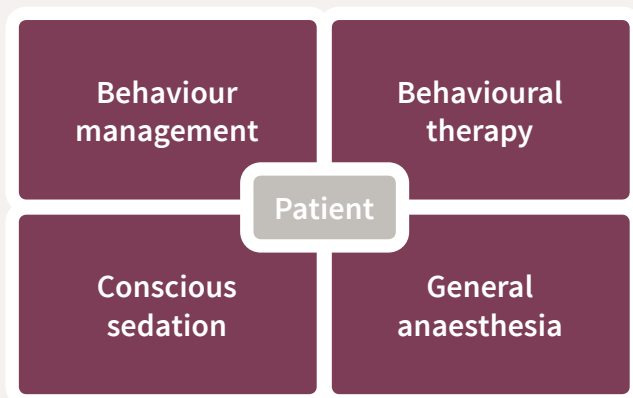 Behaviour
management
Behavioural
therapy
Patient
Conscious
sedation
General
anaesthesia